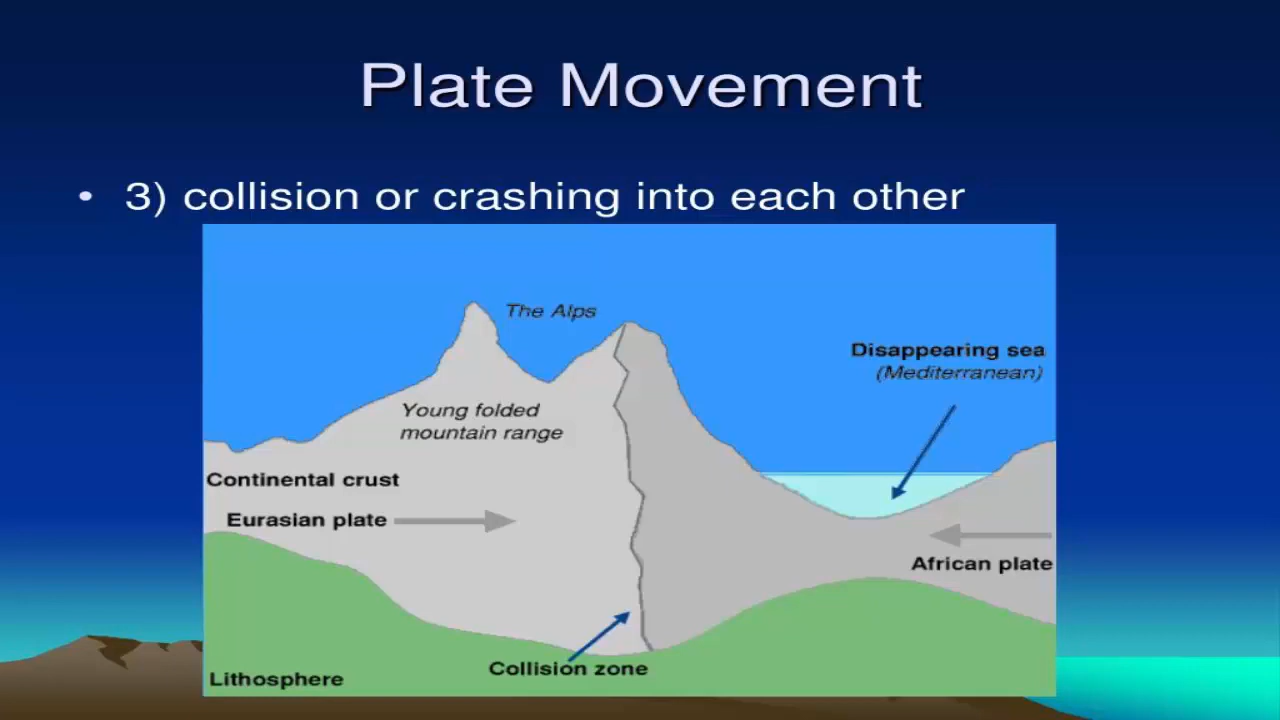 Plate Movement
• 3) collision or crashing into each other
The Alps
Disappearing sea
(Mediterranean)
Young folded
mountain range
Continental crust
Eurasian plate
African plate
Collision zone
Lithosphere